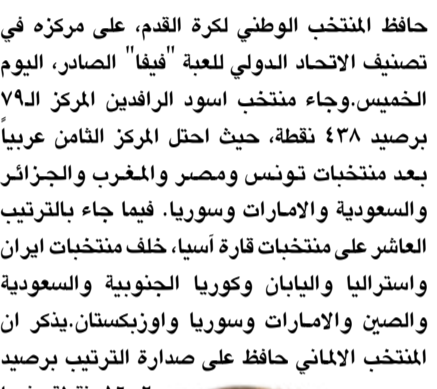 حافظ المنتخب الوطني لكرة القدم، على مركزه في
تصنيف الاتحاد الدولي للعبة "فيفا" الصادر، اليوم
الخميس.وجاء منتخب اسود الرافدين المركز الـ٧٩
برصيد ٤٣٨ نقطة، حيث احتل المركز الثامن عربياً
بعد منتخبات تونس ومصر والمغرب والجزائر
والسعودية والامارات وسوريا. فيما جاء بالترتيب
العاشر على منتخبات قارة آسيا، خلف منتخبات ايران
واستراليا واليابان وكوريا الجنوبية والسعودية
والصين والامارات وسوريا واوزبكستان.يذكر ان
المنتخب الالماني حافظ على صدارة الترتيب برصيد